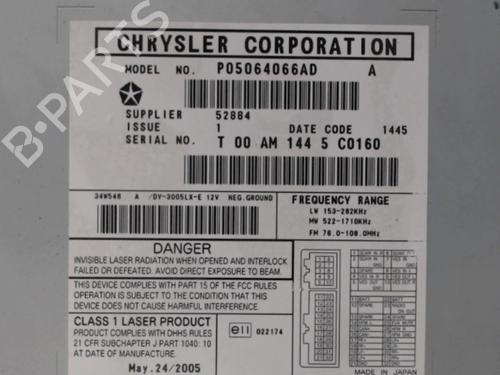 CHRYSLER CORPORATION
MODEL NO. P05064066AD A
SUPPLIER 52884
ISSUE 1 DATE CODE 1445
SERIAL NO. T 00 AM 144 5 C0160
34W548 A /DV-3005LX-E 12V NEG.GROUND
FREQUENCY RANGE
LW 153-282KHz
MW 522-1710KHz
FM 76.0-108.0MHz
DANGER
INVISIBLE LASER RADIATION WHEN OPENED AND INTERLOCK
FAILED OR DEFEATED. AVOID DIRECT EXPOSURE TO BEAM.
THIS DEVICE COMPLIES WITH PART 15 OF THE FCC RULES
OPERATION IS SUBJECT TO THE CONDITION THAT THIS
DEVICE DOES NOT CAUSE HARMFUL INTERFERENCE.
CLASS 1 LASER PRODUCT
PRODUCT COMPLIES WITH DHHS RULES
21 CFR SUBCHAPTER J PART 1040: 10
AT DATE OF MANUFACTURE.
May.24/2005
e11 022174
MADE IN JAPAN
B-Parts